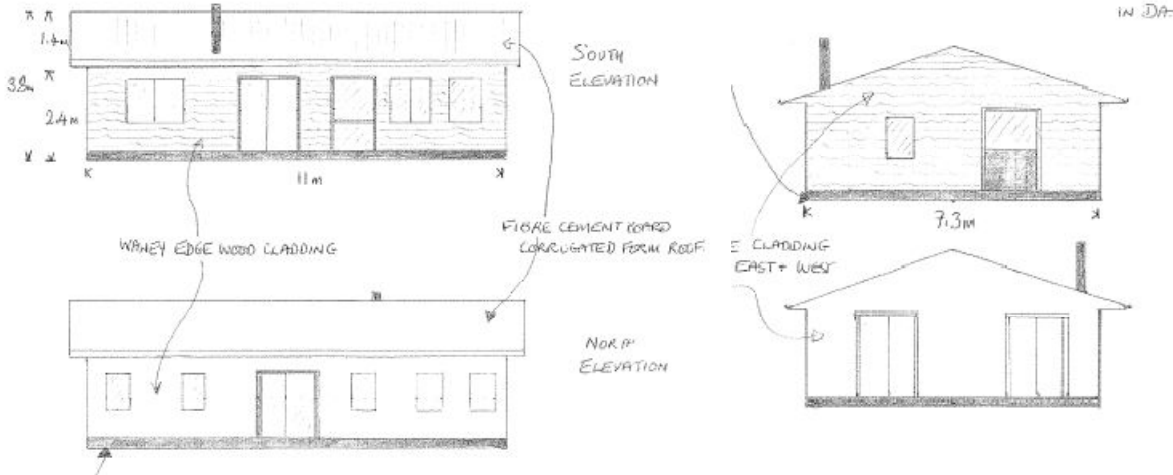 IN DA
1.4m
3.8m
2.4m
SOUTH
ELEVATION
11m
7.3m
WANEY EDGE WOOD CLADDING
FIBRE CEMENT BOARD
CORRUGATED FORM ROOF.
E CLADDING
EAST + WEST
NORTH
ELEVATION